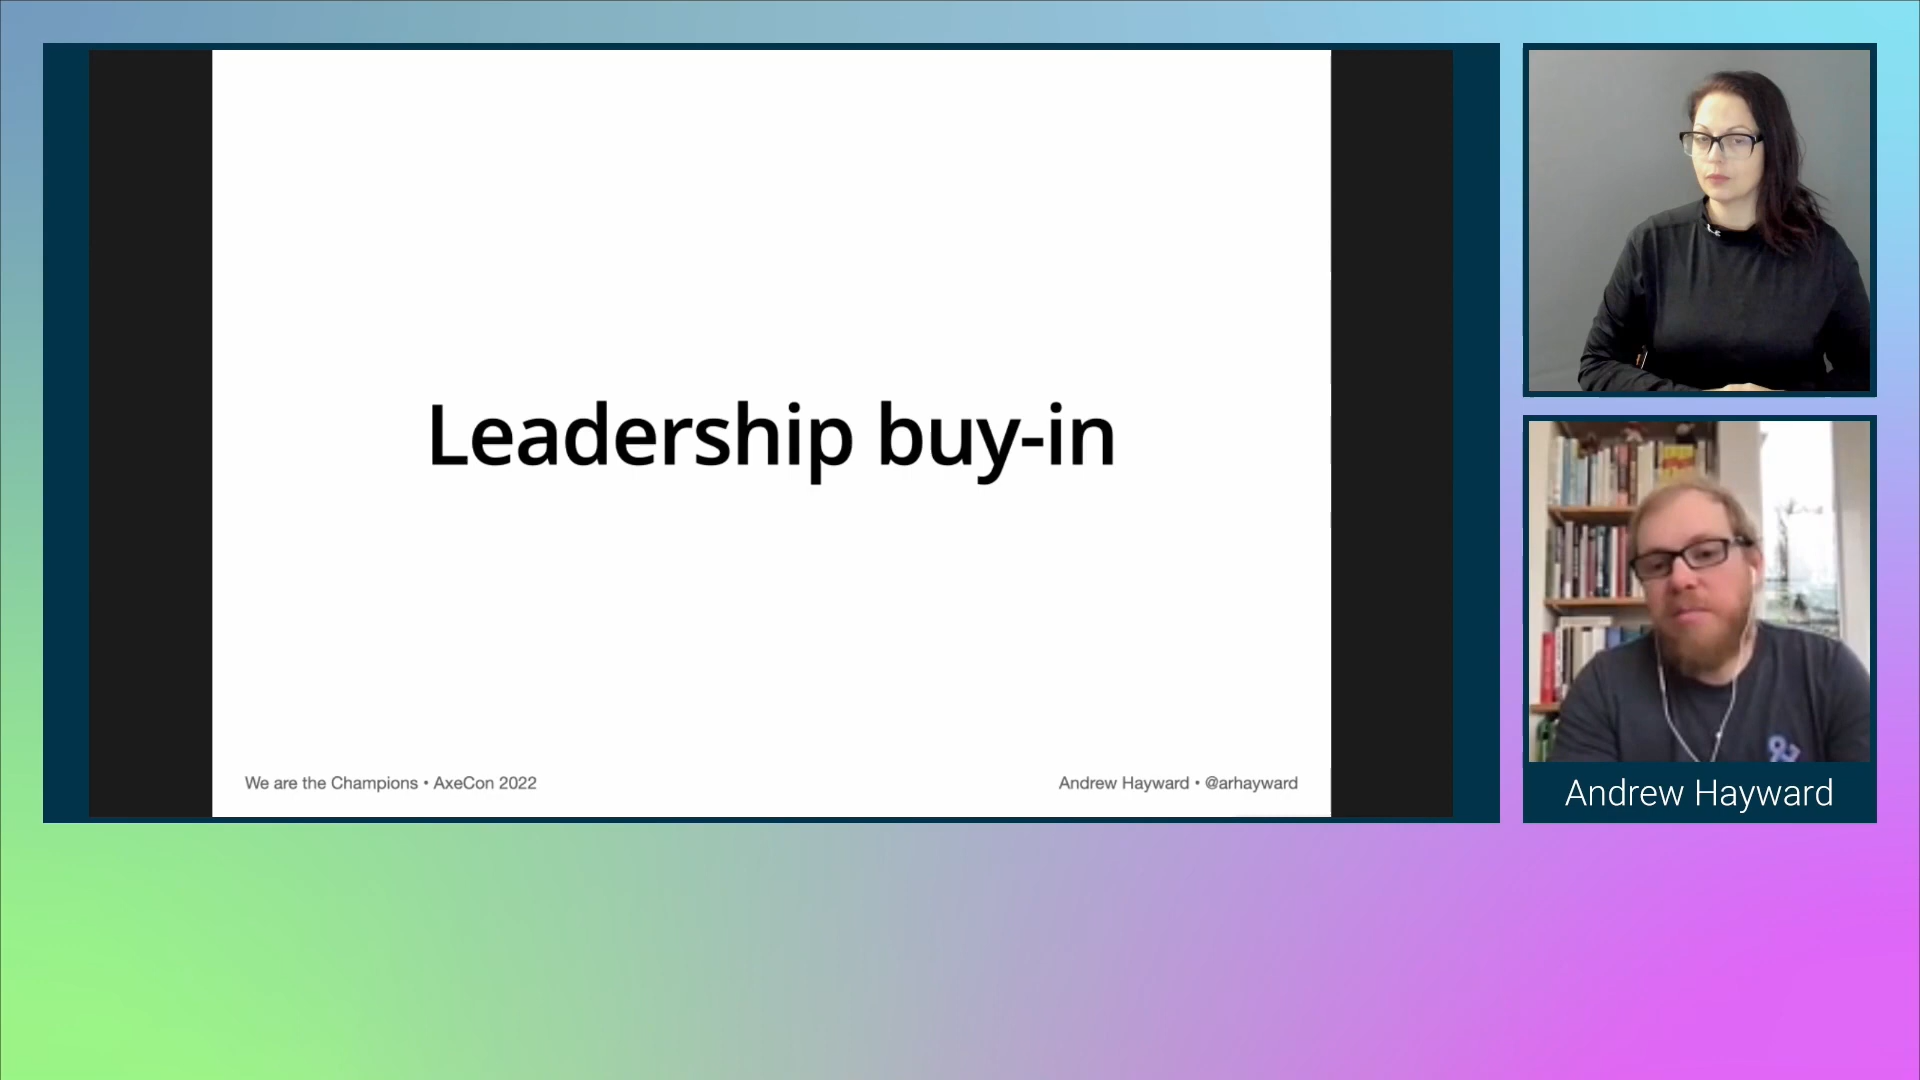 Leadership buy-in
We are the Champions • AxeCon 2022
Andrew Hayward • @arhayward
Andrew Hayward